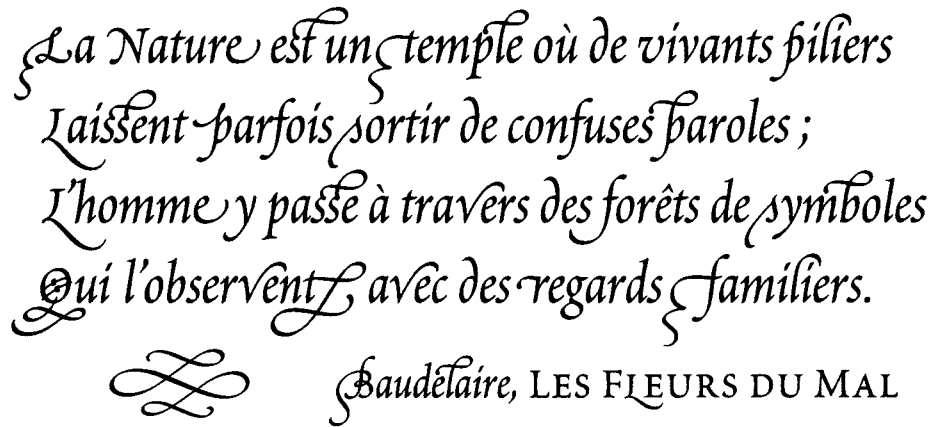 La Nature est un temple où de vivants piliers
Laissent parfois sortir de confuses paroles ;
L'homme y passe à travers des forêts de symboles
Qui l'observent avec des regards familiers.
Baudelaire, LES FLEURS DU MAL